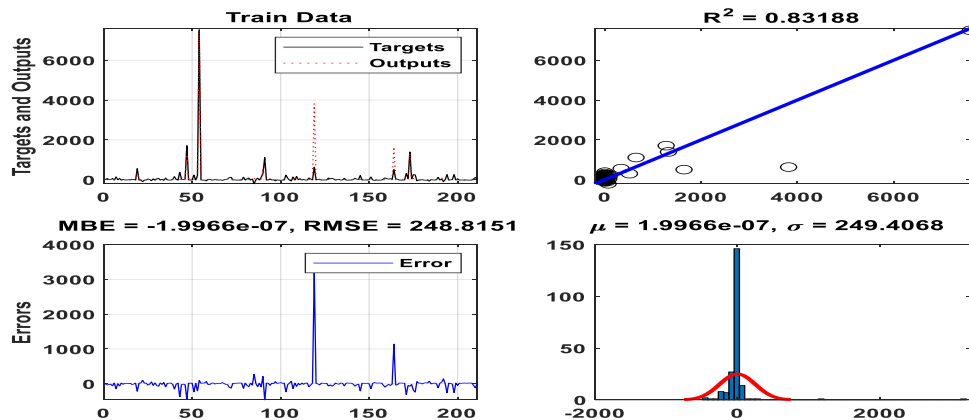 Train Data
Targets and Outputs
6000
4000
2000
0
0 50 100 150 200
Targets
Outputs
R² = 0.83188
6000
4000
2000
0
0 2000 4000 6000
MBE = -1.9966e-07, RMSE = 248.8151
Errors
4000
3000
2000
1000
0
0 50 100 150 200
Error
μ = 1.9966e-07, σ = 249.4068
150
100
50
0
-2000 0 2000